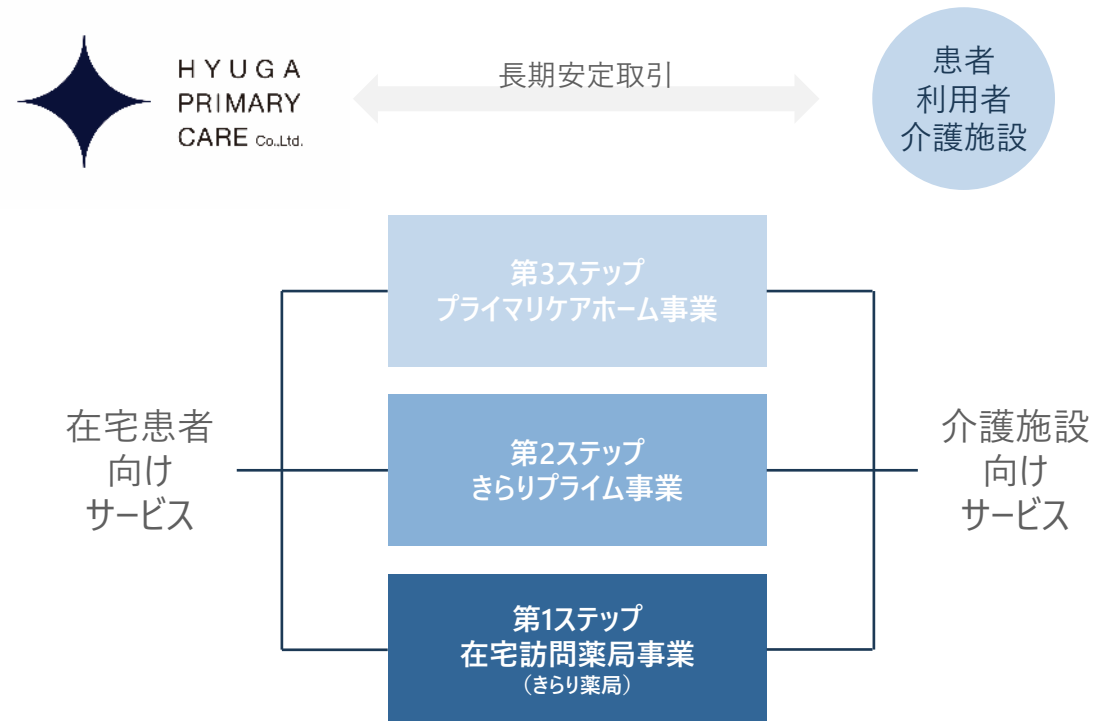 HYUGA
PRIMARY
CARE Co.,Ltd.
長期安定取引
患者
利用者
介護施設
第3ステップ
プライマリケアホーム事業
在宅患者
向け
サービス
第2ステップ
きらりプライム事業
介護施設
向け
サービス
第1ステップ
在宅訪問薬局事業
（きらり薬局）